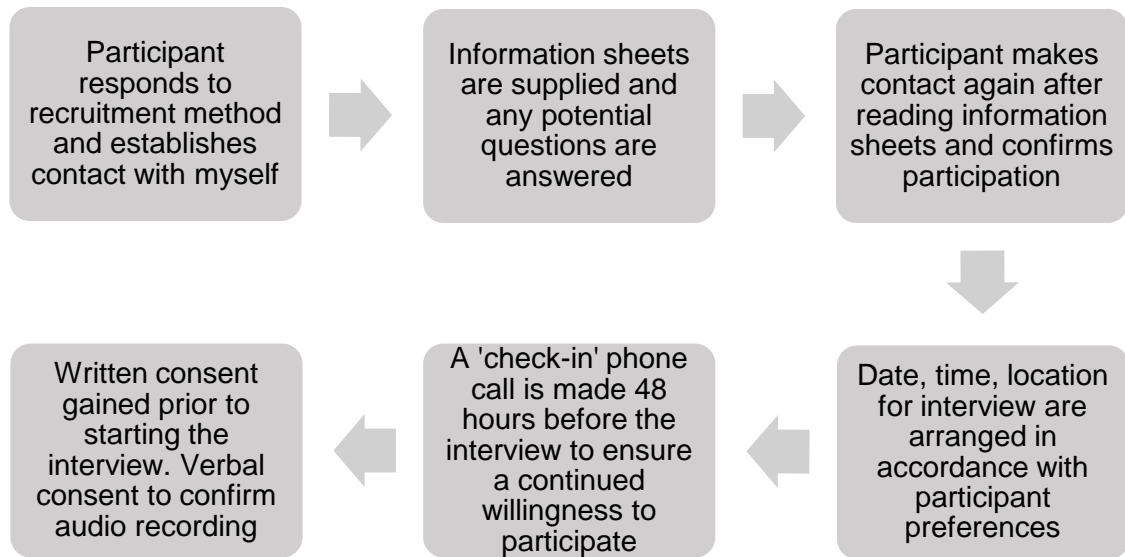 Participant
responds to
recruitment method
and establishes
contact with myself
Information sheets
are supplied and
any potential
questions are
answered
Participant makes
contact again after
reading information
sheets and confirms
participation
Date, time, location
for interview are
arranged in
accordance with
participant
preferences
A 'check-in' phone
call is made 48
hours before the
interview to ensure
a continued
willingness to
participate
Written consent
gained prior to
starting the
interview. Verbal
consent to confirm
audio recording